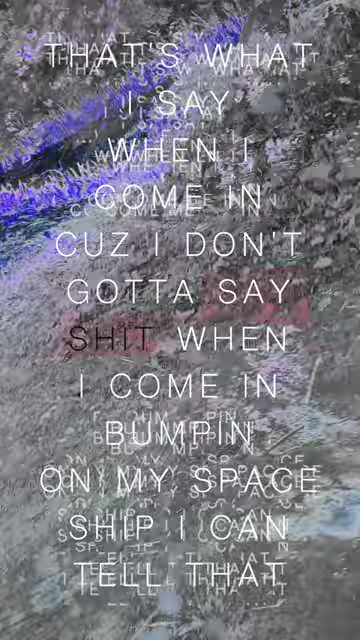 THAT'S WHAT
I SAY
WHEN I
COME IN
CUZ I DON'T
GOTTA SAY
SHIT WHEN
I COME IN
BUMPIN
ON MY SPACE
SHIP I CAN
TELL THAT